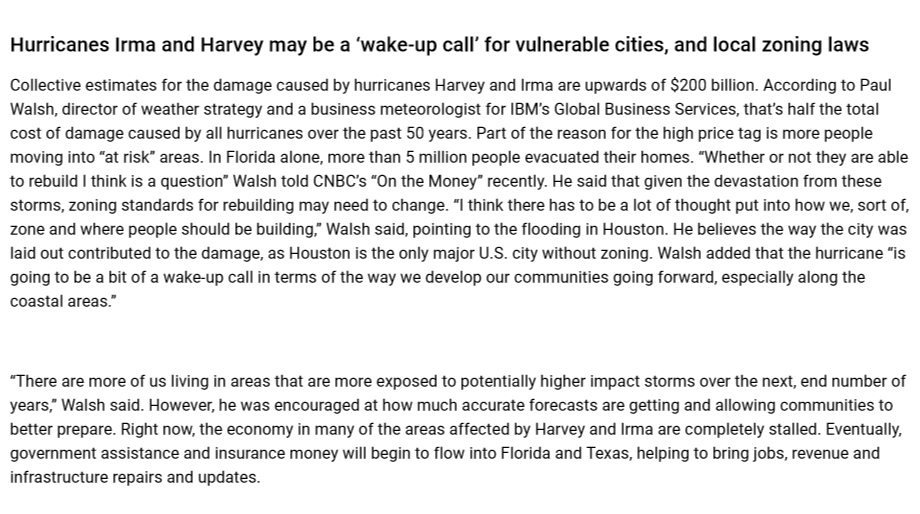 Hurricanes Irma and Harvey may be a ‘wake-up call’ for vulnerable cities, and local zoning laws
Collective estimates for the damage caused by hurricanes Harvey and Irma are upwards of $200 billion. According to Paul
Walsh, director of weather strategy and a business meteorologist for IBM’s Global Business Services, that’s half the total
cost of damage caused by all hurricanes over the past 50 years. Part of the reason for the high price tag is more people
moving into “at risk” areas. In Florida alone, more than 5 million people evacuated their homes. “Whether or not they are able
to rebuild I think is a question” Walsh told CNBC’s “On the Money” recently. He said that given the devastation from these
storms, zoning standards for rebuilding may need to change. “I think there has to be a lot of thought put into how we, sort of,
zone and where people should be building,” Walsh said, pointing to the flooding in Houston. He believes the way the city was
laid out contributed to the damage, as Houston is the only major U.S. city without zoning. Walsh added that the hurricane “is
going to be a bit of a wake-up call in terms of the way we develop our communities going forward, especially along the
coastal areas.”
“There are more of us living in areas that are more exposed to potentially higher impact storms over the next, end number of
years,” Walsh said. However, he was encouraged at how much accurate forecasts are getting and allowing communities to
better prepare. Right now, the economy in many of the areas affected by Harvey and Irma are completely stalled. Eventually,
government assistance and insurance money will begin to flow into Florida and Texas, helping to bring jobs, revenue and
infrastructure repairs and updates.